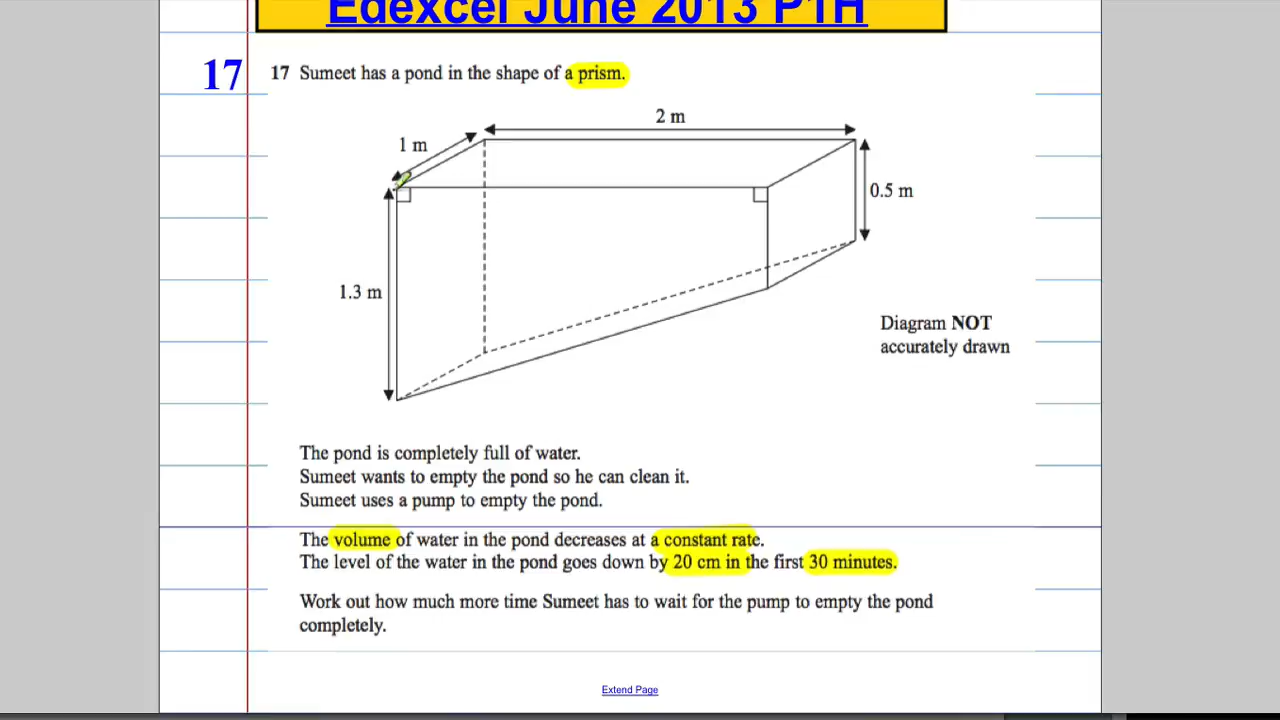 Edexcel June 2013 P1H
17
17 Sumeet has a pond in the shape of a prism.
2 m
1 m
0.5 m
1.3 m
Diagram NOT
accurately drawn
The pond is completely full of water.
Sumeet wants to empty the pond so he can clean it.
Sumeet uses a pump to empty the pond.
The volume of water in the pond decreases at a constant rate.
The level of the water in the pond goes down by 20 cm in the first 30 minutes.
Work out how much more time Sumeet has to wait for the pump to empty the pond
completely.
Extend Page